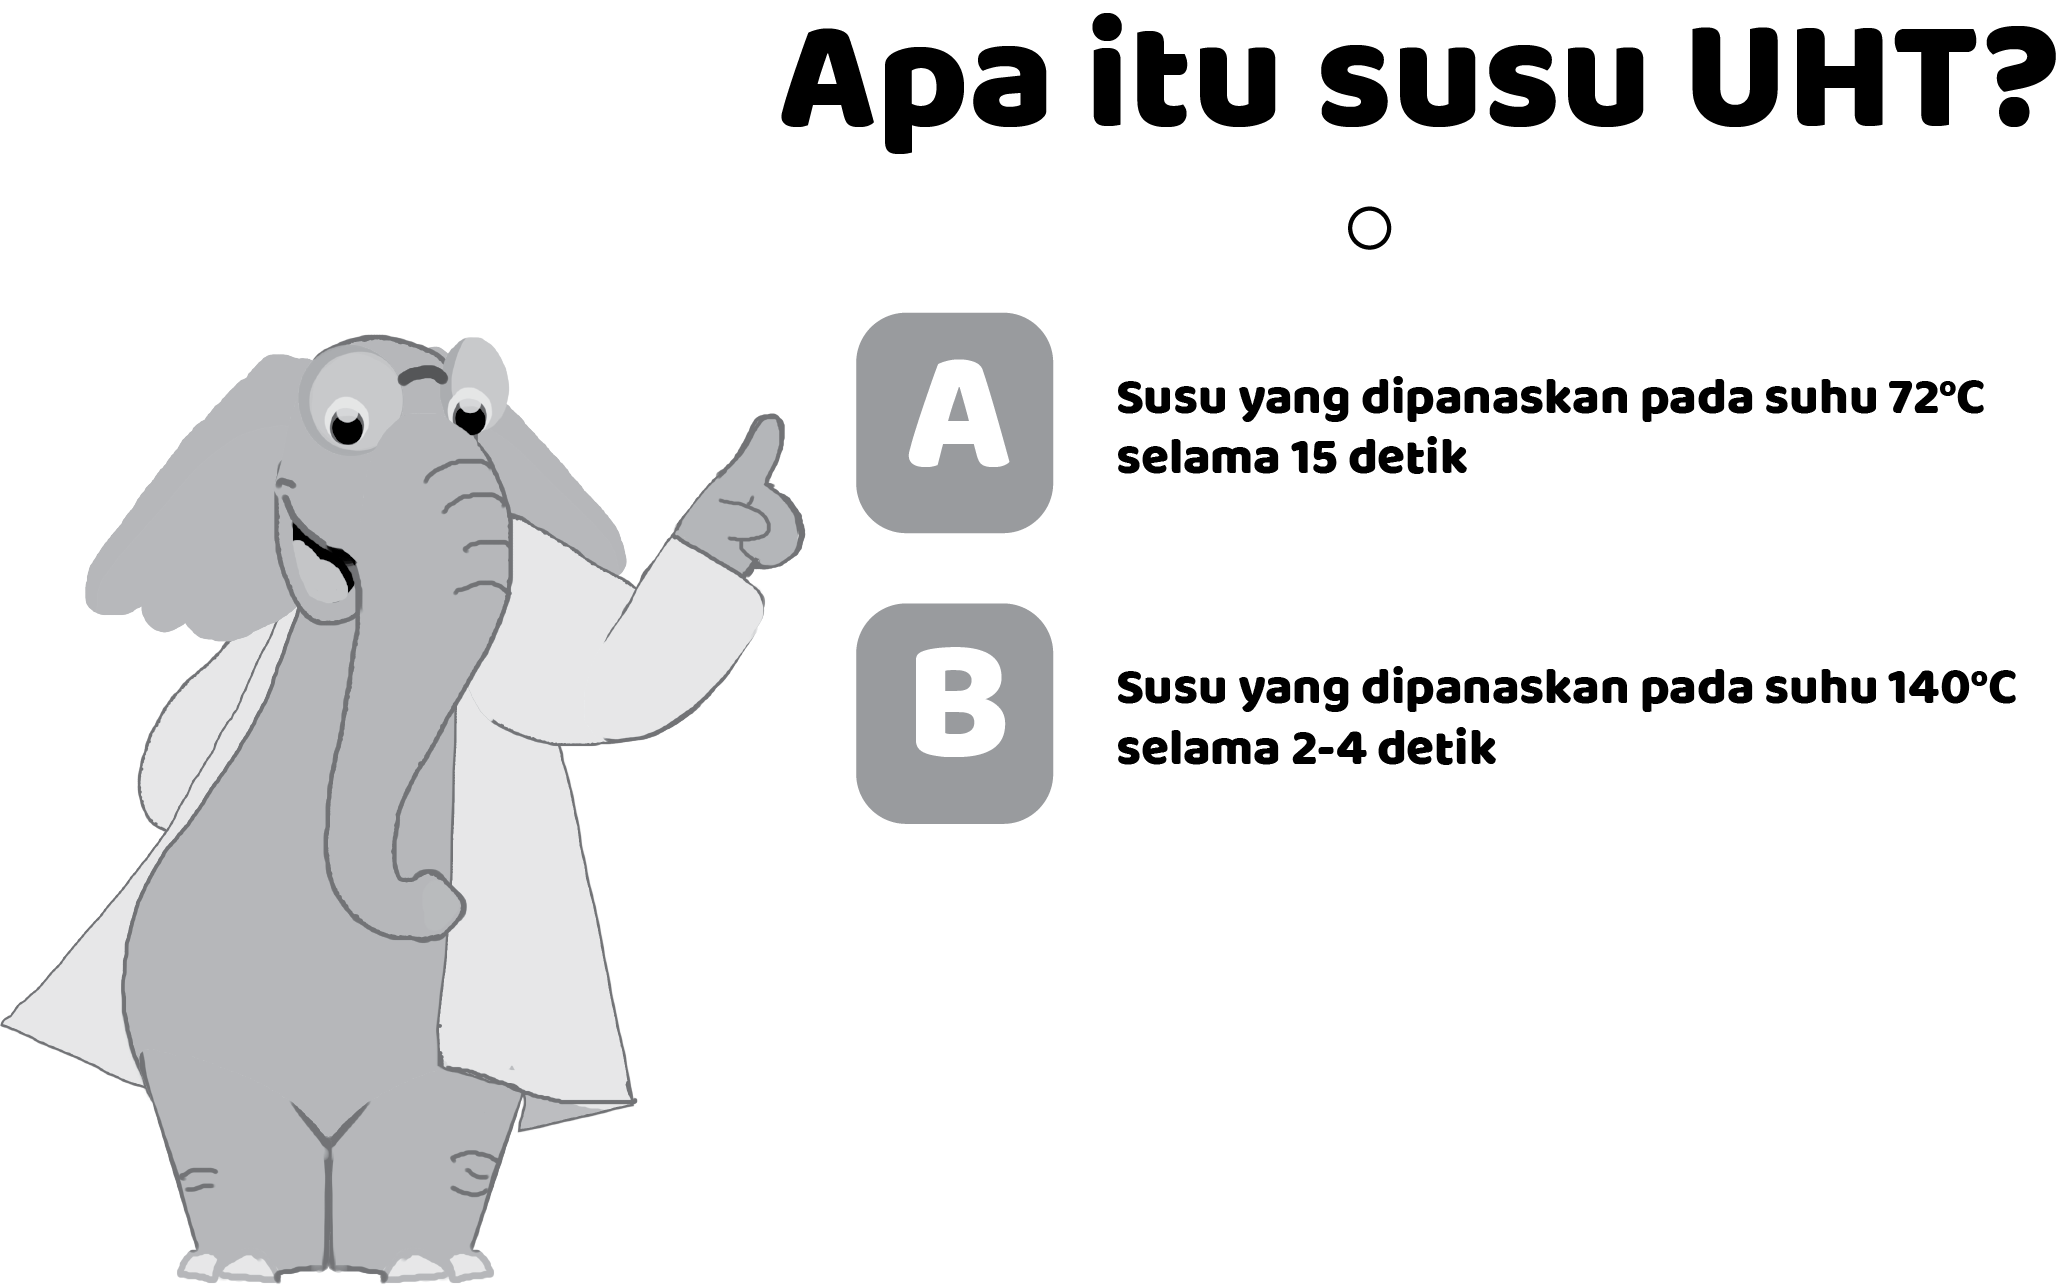 Apa itu susu UHT?
A
Susu yang dipanaskan pada suhu 72°C
selama 15 detik
B
Susu yang dipanaskan pada suhu 140°C
selama 2-4 detik